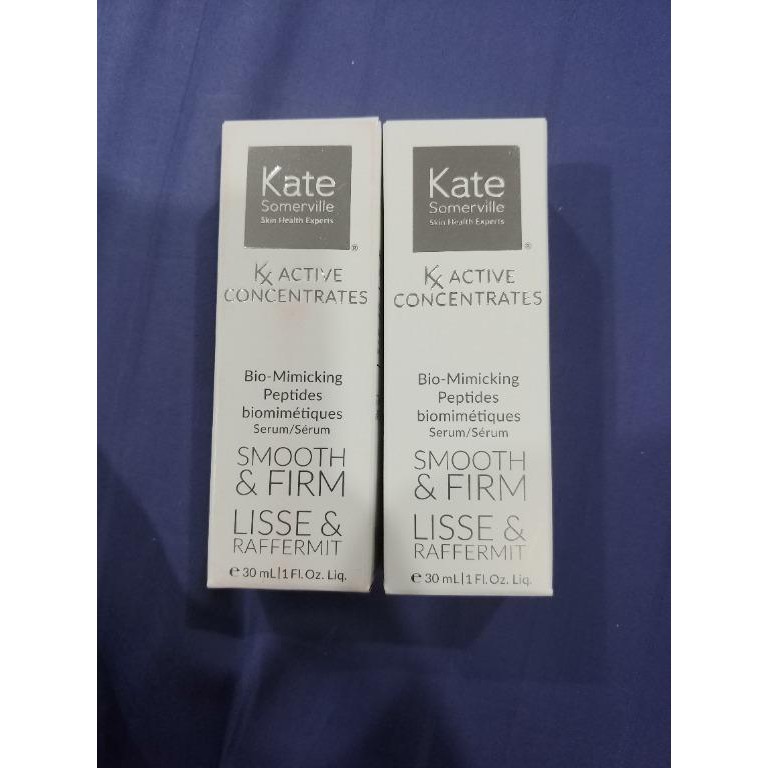 Kate
Somerville
Skin Health Experts
®
Kx ACTIVE
CONCENTRATES
Bio-Mimicking
Peptides
biomimétiques
Serum/Sérum
SMOOTH
& FIRM
LISSE &
RAFFERMIT
℮ 30 mL|1 Fl. Oz. Liq.
Kate
Somerville
Skin Health Experts
®
Kx ACTIVE
CONCENTRATES
Bio-Mimicking
Peptides
biomimétiques
Serum/Sérum
SMOOTH
& FIRM
LISSE &
RAFFERMIT
℮ 30 mL|1 Fl. Oz. Liq.